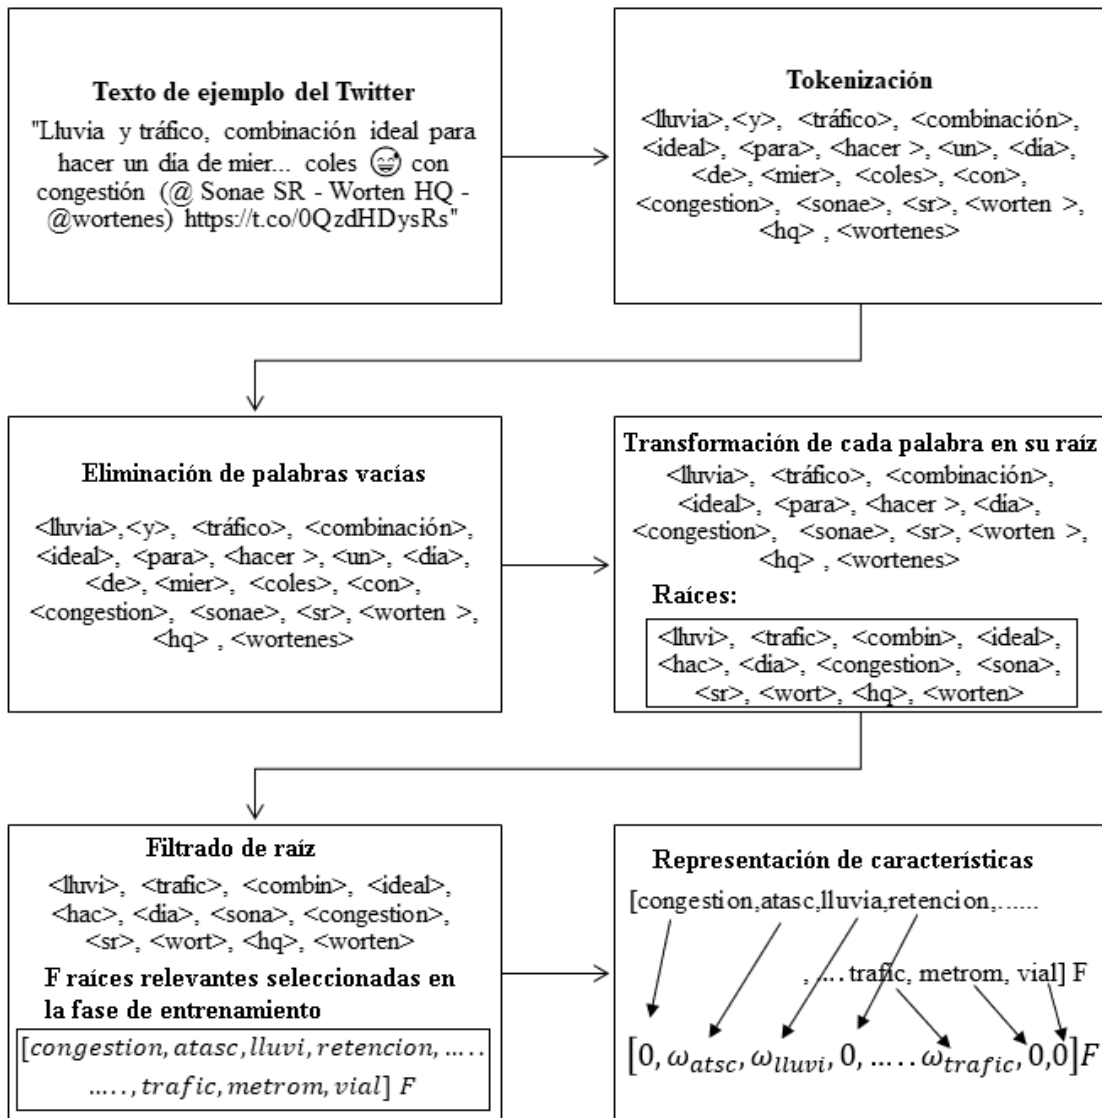 Texto de ejemplo del Twitter
"Lluvia y tráfico, combinación ideal para
hacer un día de mier... coles 😅 con
congestión (@ Sonae SR - Worten HQ -
@wortenes) https://t.co/0QzdHDysRs"
Tokenización
<lluvia>,<y>, <tráfico>, <combinación>,
<ideal>, <para>, <hacer >, <un>, <día>,
<de>, <mier>, <coles>, <con>,
<congestion>, <sonae>, <sr>, <worten >,
<hq> , <wortenes>
Eliminación de palabras vacías
<lluvia>,<y>, <tráfico>, <combinación>,
<ideal>, <para>, <hacer >, <un>, <día>,
<de>, <mier>, <coles>, <con>,
<congestion>, <sonae>, <sr>, <worten >,
<hq> , <wortenes>
Transformación de cada palabra en su raíz
<lluvia>, <tráfico>, <combinación>,
<ideal>, <para>, <hacer >, <día>,
<congestion>, <sonae>, <sr>, <worten >,
<hq> , <wortenes>
Raíces:
<lluvi>, <trafic>, <combin>, <ideal>,
<hac>, <dia>, <congestion>, <sona>,
<sr>, <wort>, <hq>, <worten>
Filtrado de raíz
<lluvi>, <trafic>, <combin>, <ideal>,
<hac>, <dia>, <sona>, <congestion>,
<sr>, <wort>, <hq>, <worten>
F raíces relevantes seleccionadas en
la fase de entrenamiento
[congestion, atasc, lluvi, retencion, .....
....., trafic, metrom, vial] F
Representación de característícas
[congestion,atasc,lluvia,retencion,......
, .... trafic, metrom, vial] F
[0, ω_atsc, ω_lluvi, 0, ..... ω_trafic, 0,0]F